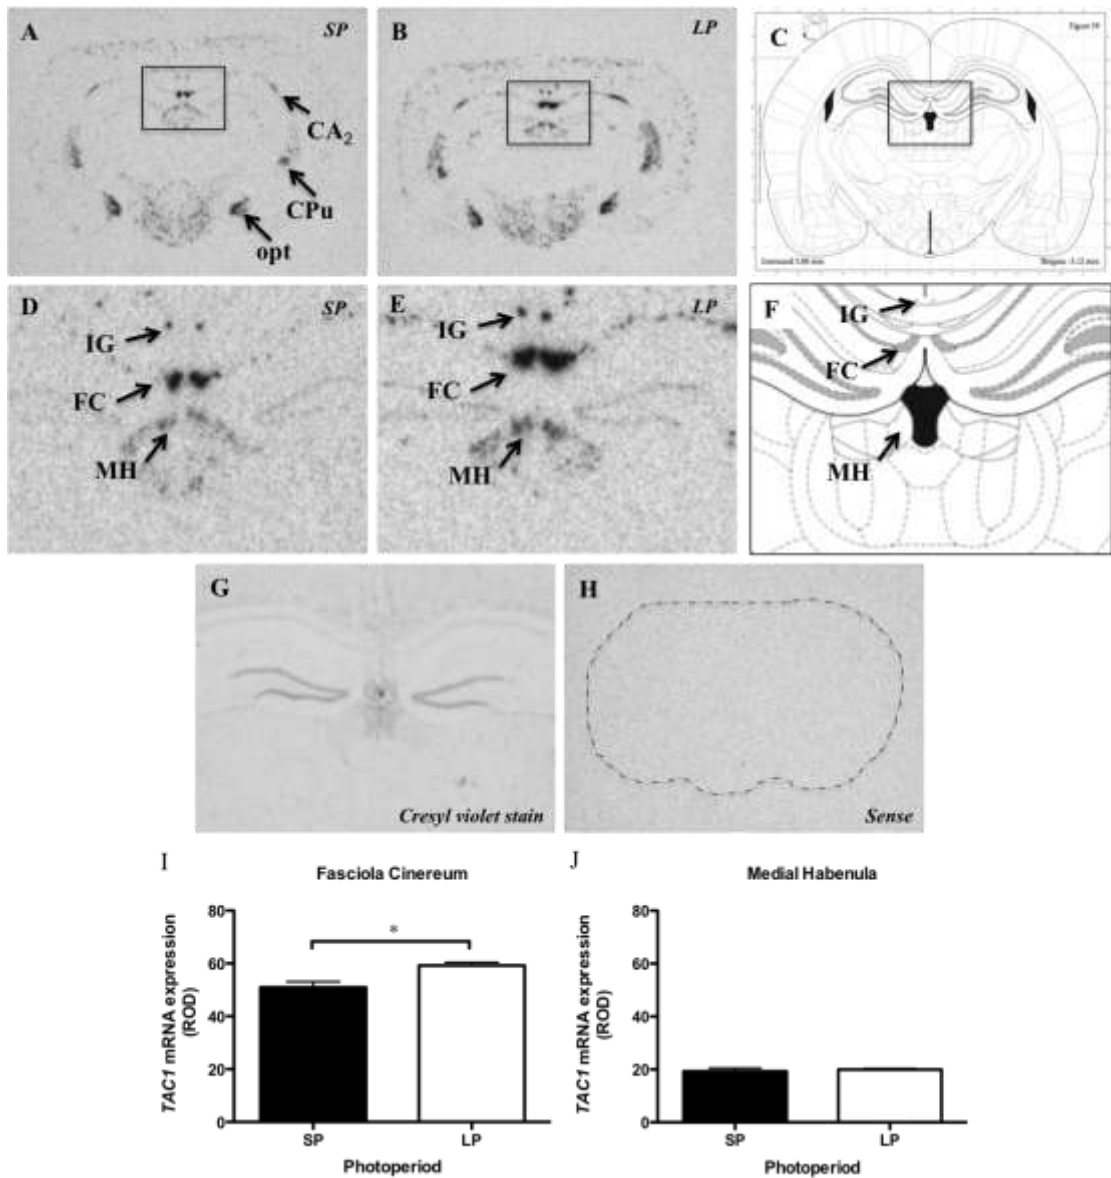 A
SP
CA2
CPu
opt
B
LP
C
Figure
D
SP
IG
FC
MH
E
LP
IG
FC
MH
F
IG
FC
MH
G
Cresyl violet stain
H
Sense
I
Fasciola Cinereum
*
TAC1 mRNA expression
(ROD)
80
60
40
20
0
SP
LP
Photoperiod
J
Medial Habenula
TAC1 mRNA expression
(ROD)
80
60
40
20
0
SP
LP
Photoperiod